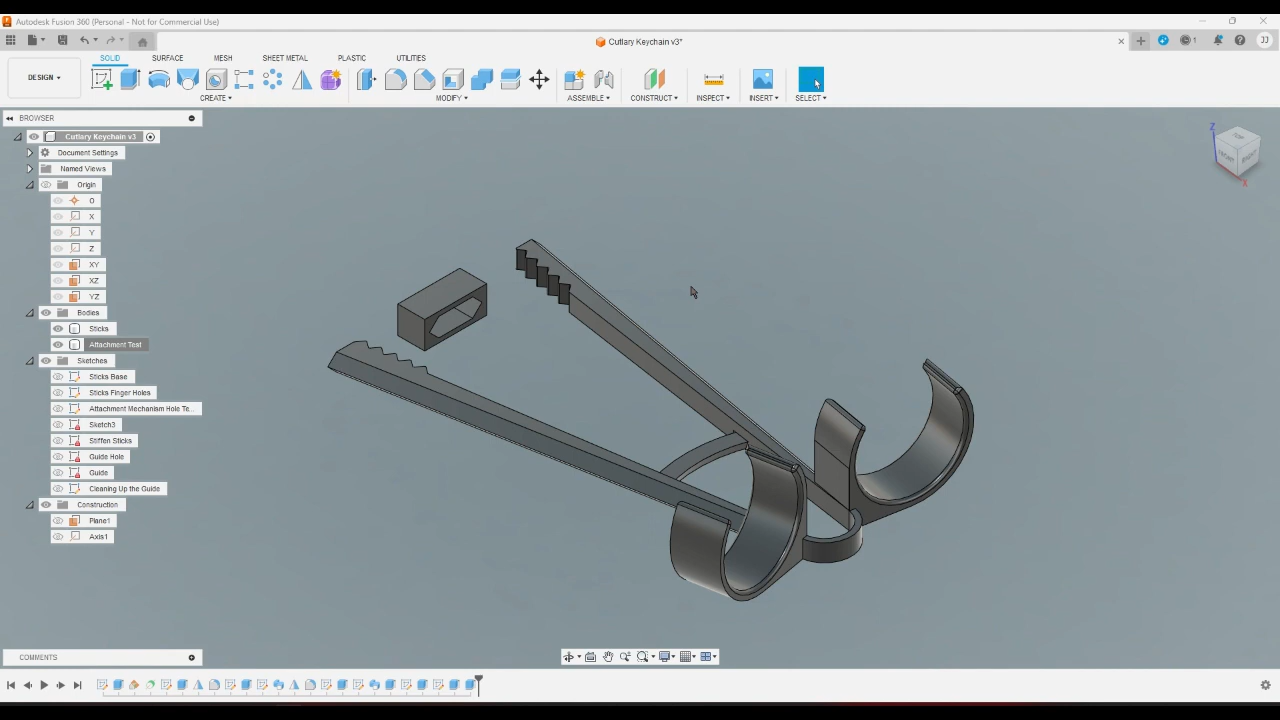 Autodesk Fusion 360 (Personal - Not for Commercial Use)
Cutlary Keychain v3*
1
JJ
SOLID SURFACE MESH SHEET METAL PLASTIC UTILITIES
DESIGN
CREATE MODIFY ASSEMBLE CONSTRUCT INSPECT INSERT SELECT
BROWSER
Cutlary Keychain v3
Document Settings
Named Views
Origin
O
X
Y
Z
XY
XZ
YZ
Bodies
Sticks
Attachment Test
Sketches
Sticks Base
Sticks Finger Holes
Attachment Mechanism Hole Te...
Sketch3
Stiffen Sticks
Guide Hole
Guide
Cleaning Up the Guide
Construction
Plane1
Axis1
Z
TOP
X
COMMENTS